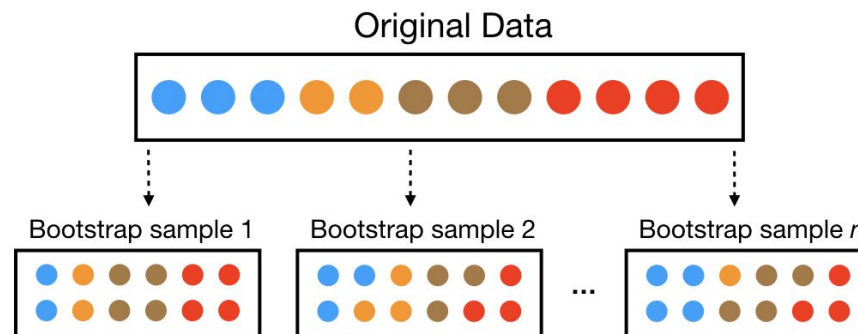 Original Data
Bootstrap sample 1
Bootstrap sample 2
Bootstrap sample n
...